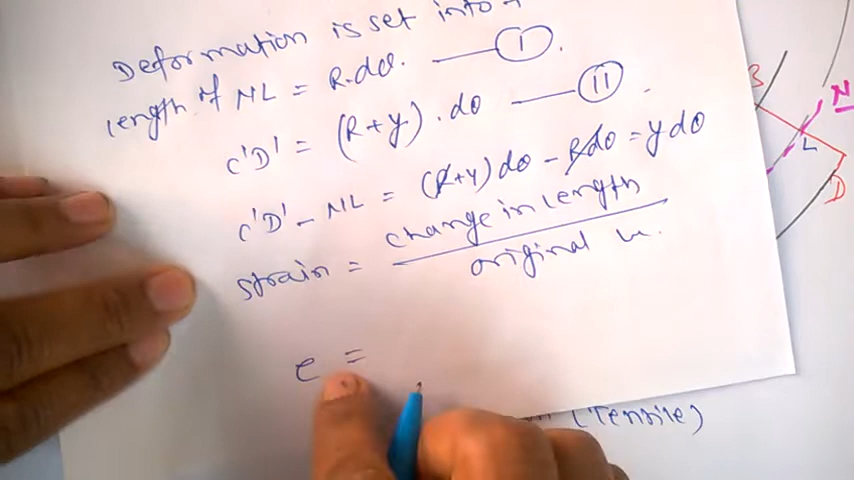 Deformation is set into
length of NL = R.dθ. —— I .
C'D' = (R+y) . dθ —— II .
C'D' - NL = (R+y) dθ - Rdθ = ydθ
strain = change in length
original
e =
(Tensile)
B
N
L
D